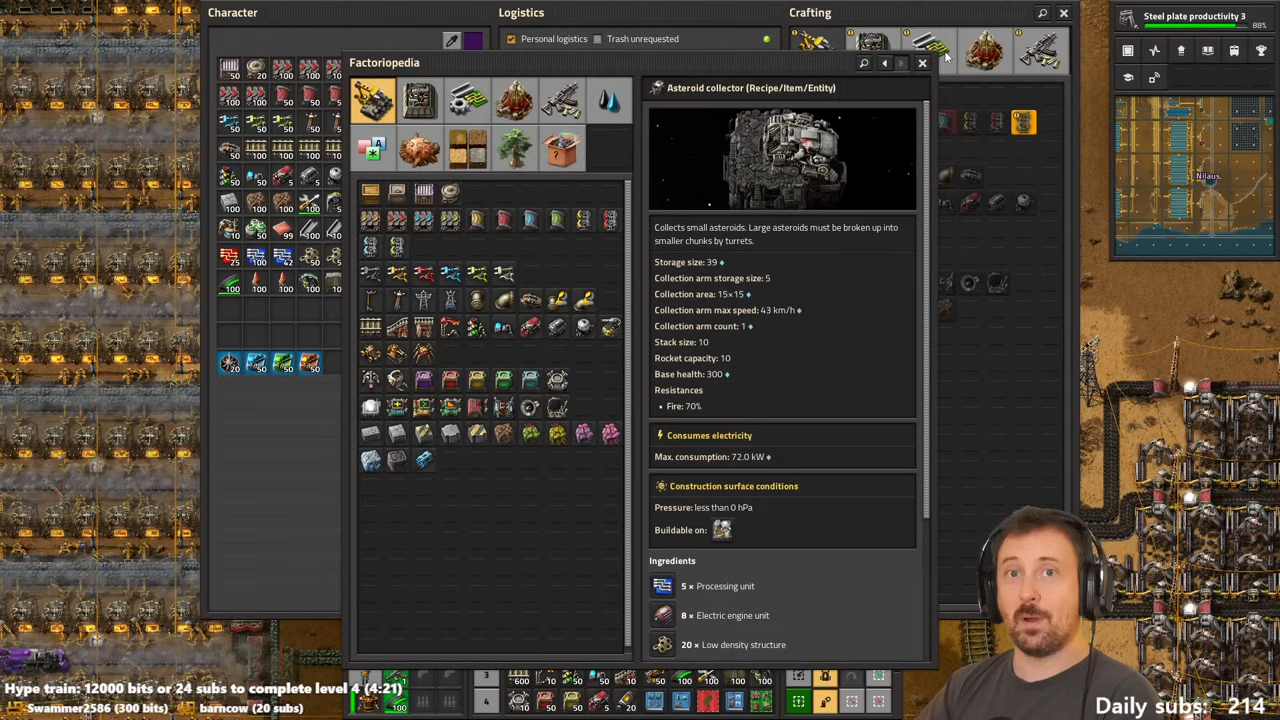 Character
Logistics
Crafting
Personal logistics
Trash unrequested
Steel plate productivity 3
88%
Nilaus
Factoriopedia
Asteroid collector (Recipe/Item/Entity)
Collects small asteroids. Large asteroids must be broken up into
smaller chunks by turrets.
Storage size: 39
Collection arm storage size: 5
Collection area: 15×15
Collection arm max speed: 43 km/h
Collection arm count: 1
Stack size: 10
Rocket capacity: 10
Base health: 300
Resistances
• Fire: 70%
Consumes electricity
Max. consumption: 72.0 kW
Construction surface conditions
Pressure: less than 0 hPa
Buildable on:
Ingredients
5 × Processing unit
8 × Electric engine unit
20 × Low density structure
3
4
Hype train: 12000 bits or 24 subs to complete level 4 (4:21)
Swammer2586 (300 bits)
barncow (20 subs)
Daily subs: 214